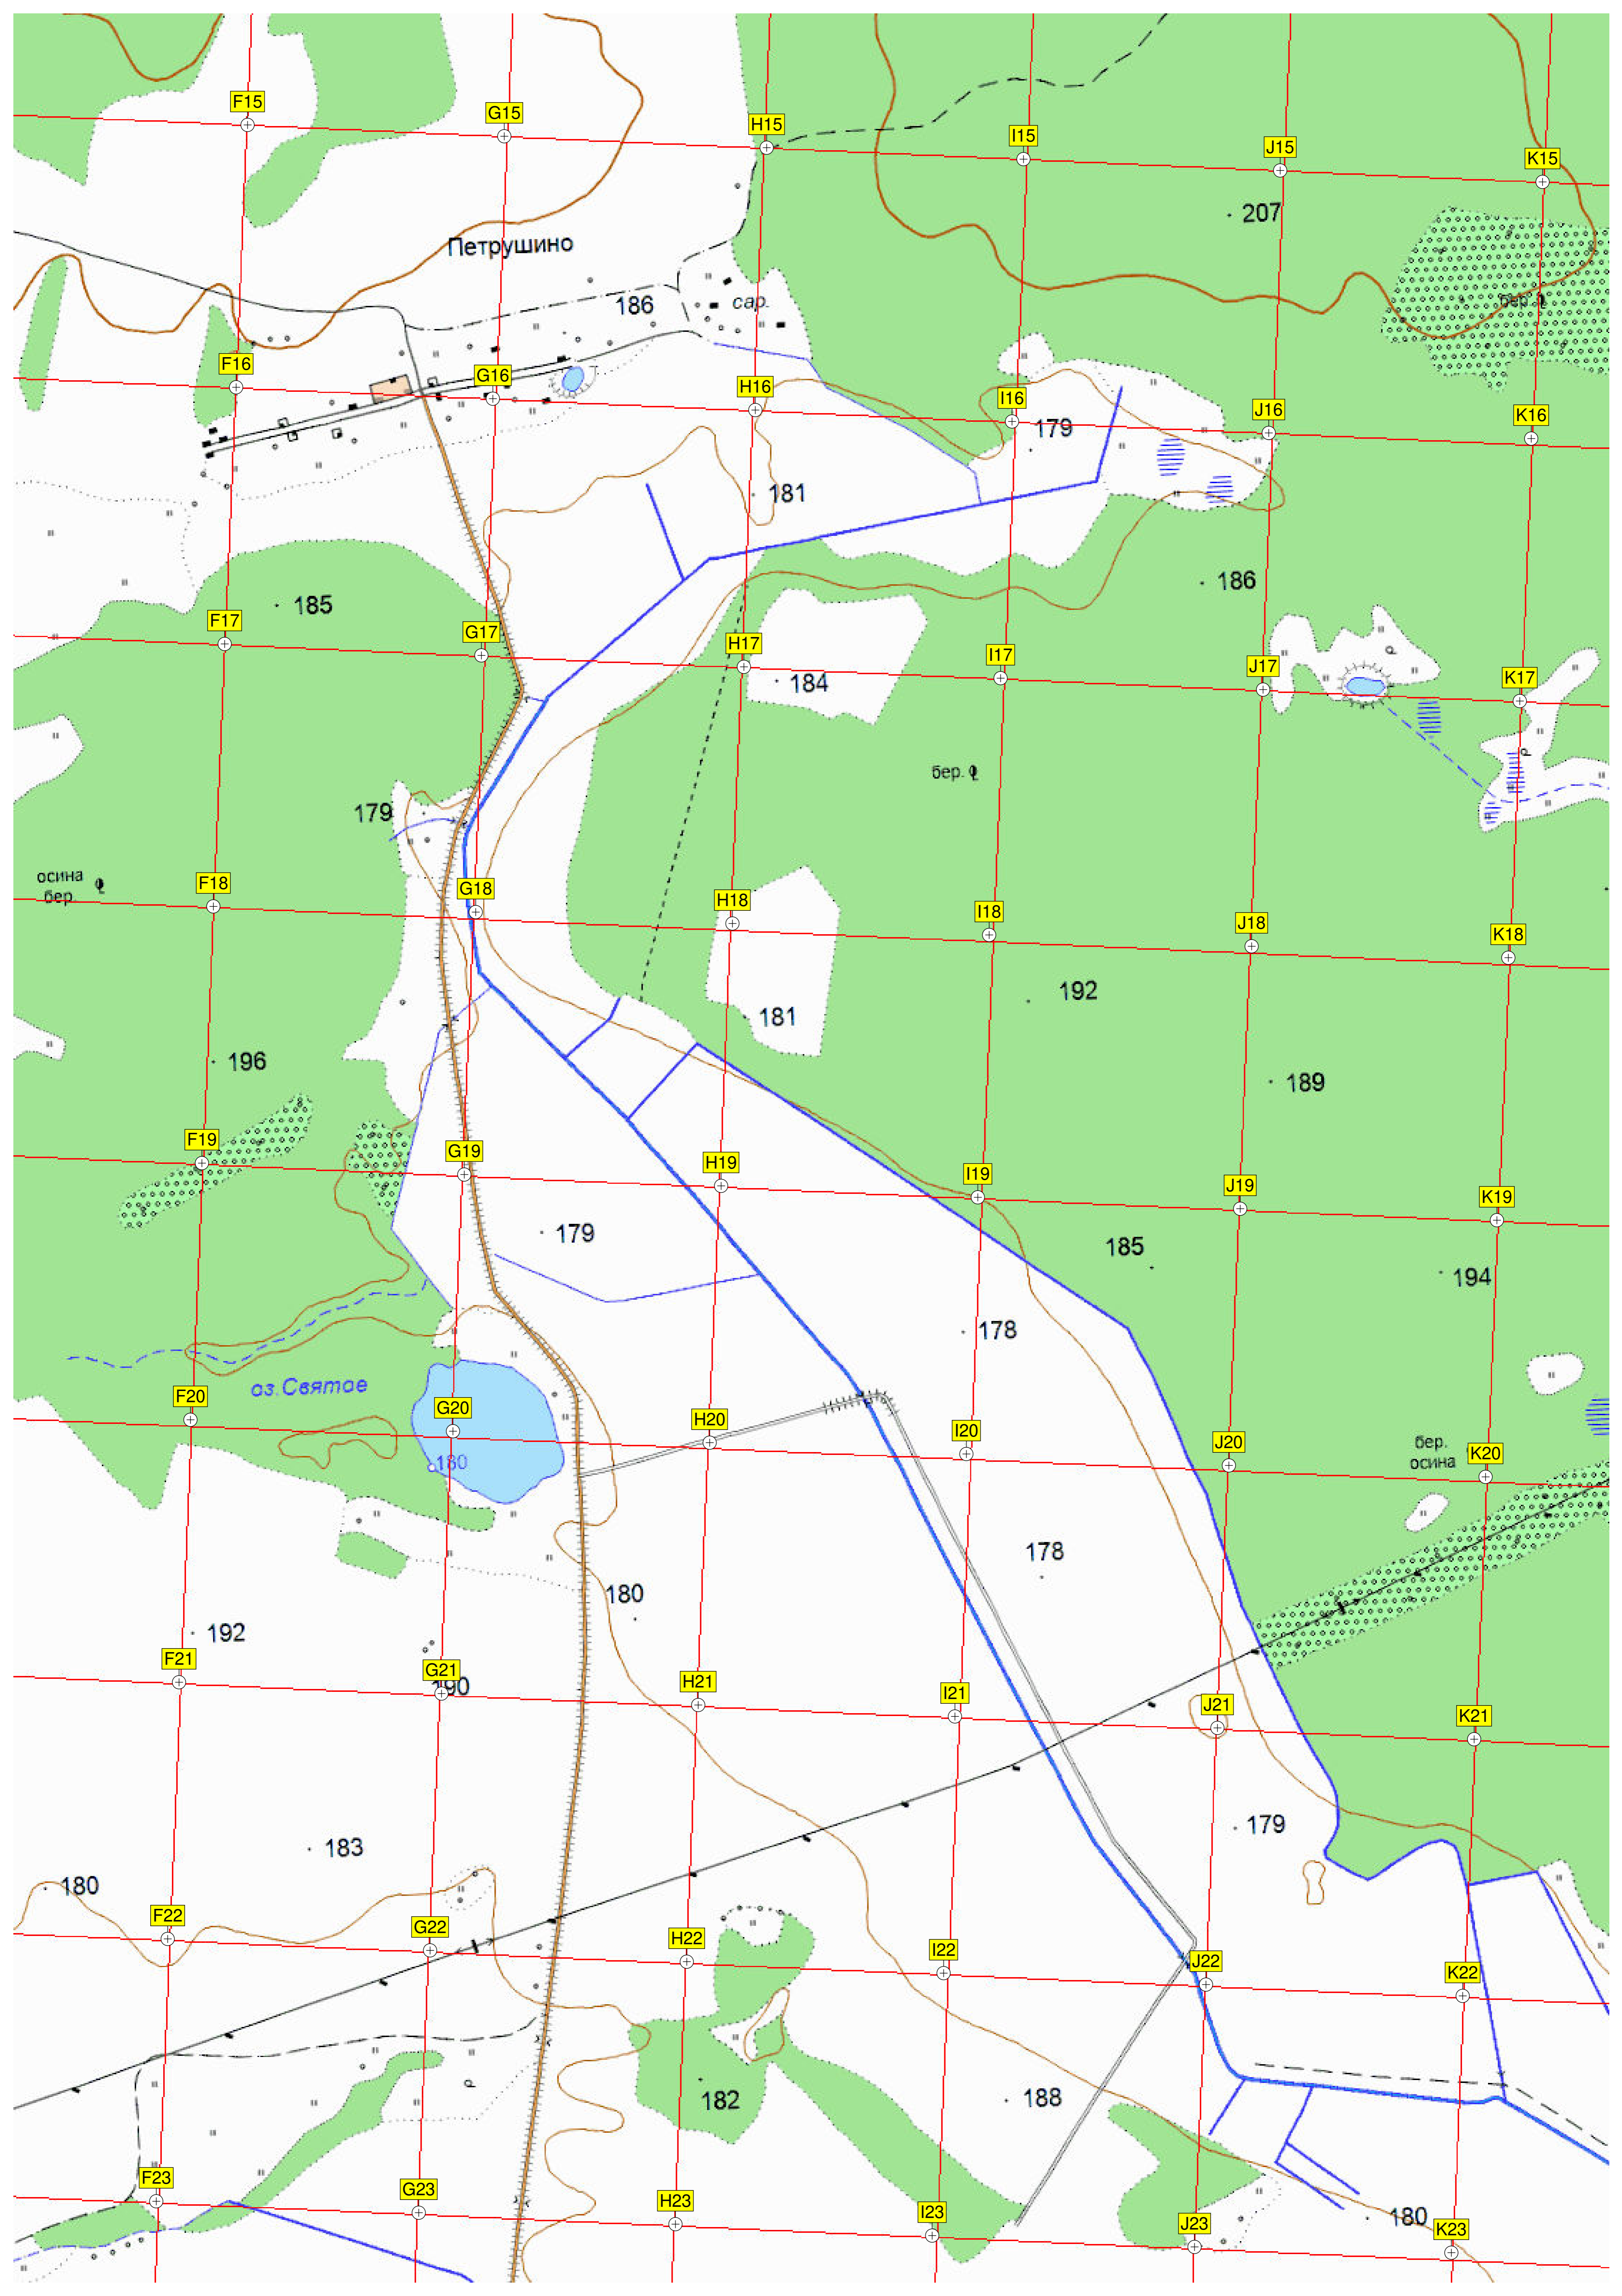 F15
G15
H15
I15
J15
K15
207
Петрушино
186
сар.
бер.
F16
G16
H16
I16
J16
K16
179
181
185
186
F17
G17
H17
I17
J17
K17
184
бер.
179
осина
бер.
F18
G18
H18
I18
J18
K18
192
181
196
189
F19
G19
H19
I19
J19
K19
179
185
194
178
оз.Святое
F20
G20
H20
I20
J20
K20
бер.
осина
180
178
180
192
F21
G21
H21
I21
J21
K21
190
179
183
180
F22
G22
H22
I22
J22
K22
182
188
F23
G23
H23
I23
J23
K23
180